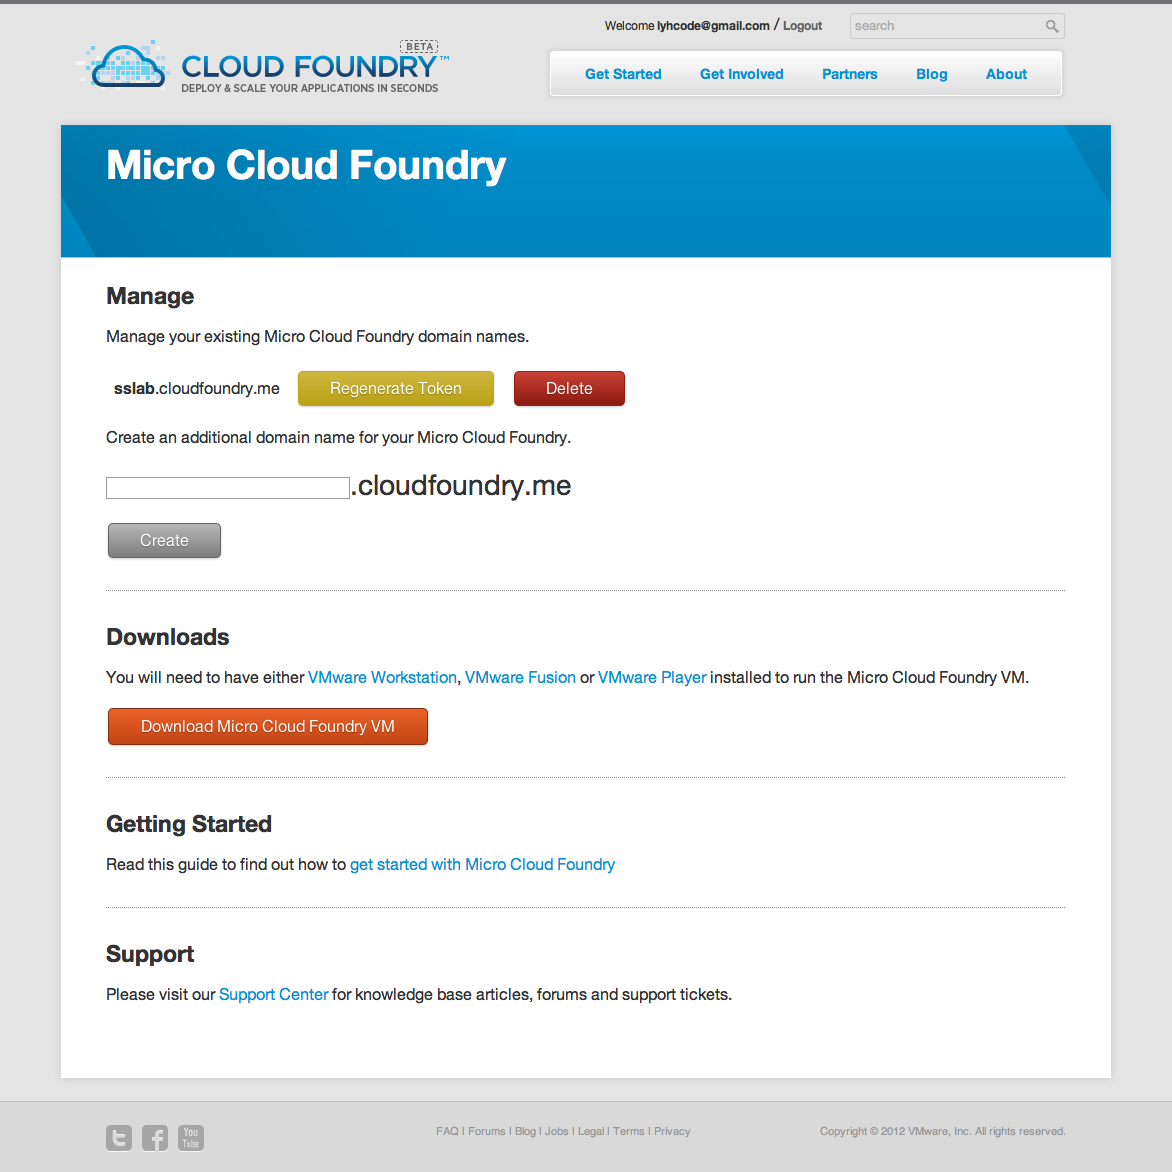 Welcome lyhcode@gmail.com / Logout
search
BETA
CLOUD FOUNDRY™
DEPLOY & SCALE YOUR APPLICATIONS IN SECONDS
Get Started Get Involved Partners Blog About
Micro Cloud Foundry
Manage
Manage your existing Micro Cloud Foundry domain names.
sslab.cloudfoundry.me Regenerate Token Delete
Create an additional domain name for your Micro Cloud Foundry.
.cloudfoundry.me
Create
Downloads
You will need to have either VMware Workstation, VMware Fusion or VMware Player installed to run the Micro Cloud Foundry VM.
Download Micro Cloud Foundry VM
Getting Started
Read this guide to find out how to get started with Micro Cloud Foundry
Support
Please visit our Support Center for knowledge base articles, forums and support tickets.
You
Tube
FAQ | Forums | Blog | Jobs | Legal | Terms | Privacy
Copyright © 2012 VMware, Inc. All rights reserved.